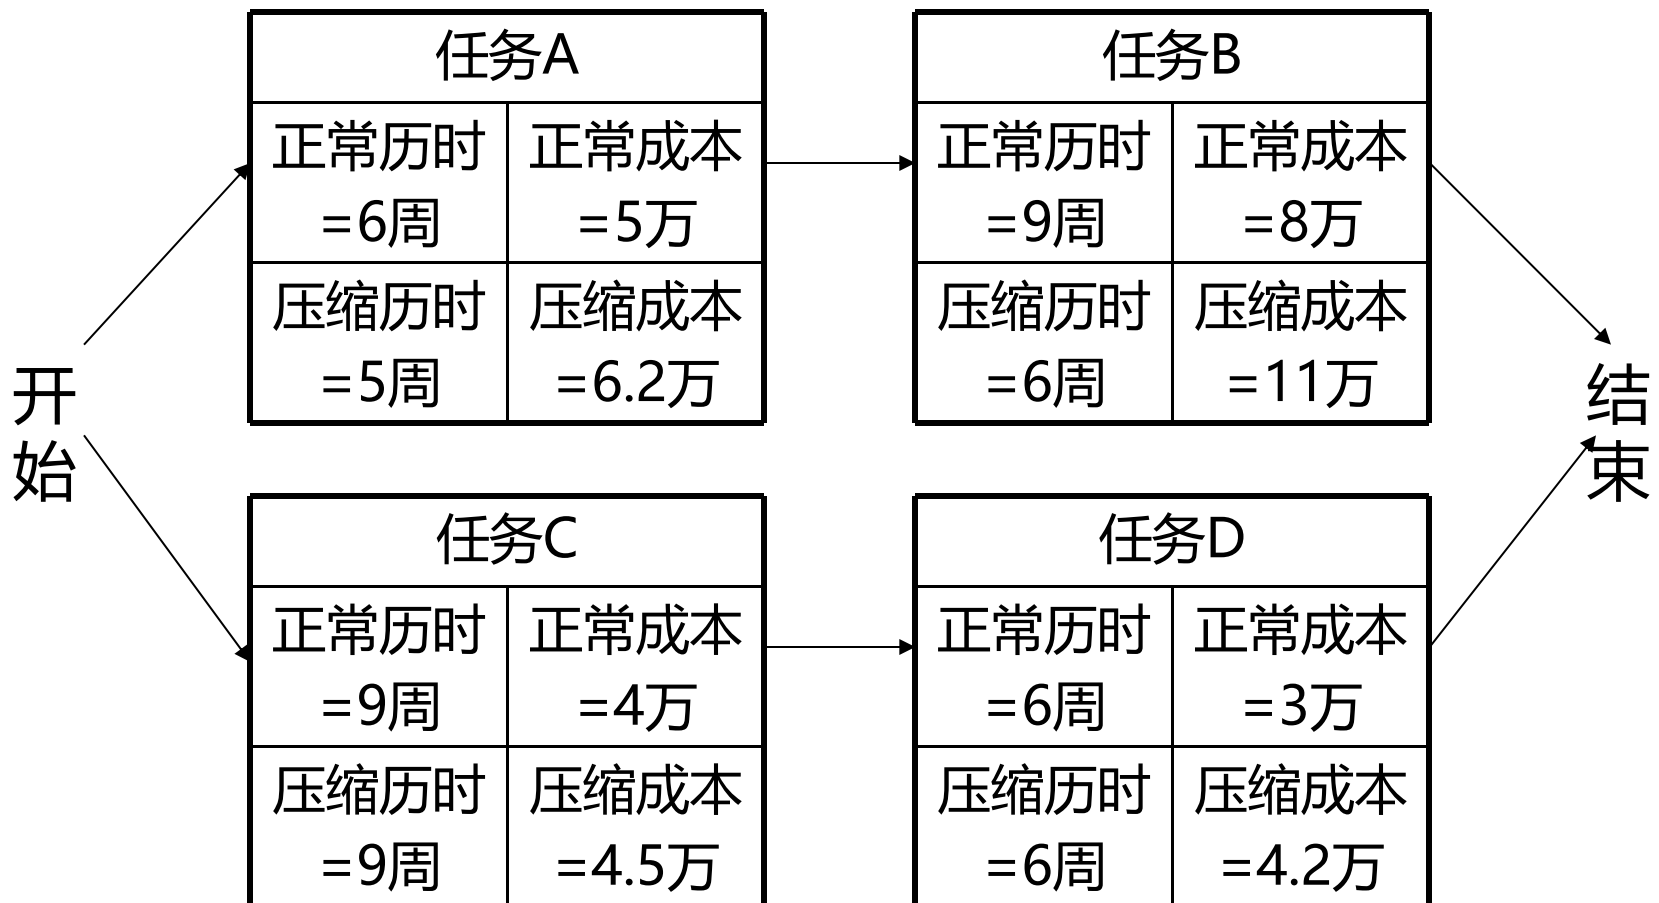 任务A
正常历时
=6周
正常成本
=5万
压缩历时
=5周
压缩成本
=6.2万
任务B
正常历时
=9周
正常成本
=8万
压缩历时
=6周
压缩成本
=11万
开
始
结
束
任务C
正常历时
=9周
正常成本
=4万
压缩历时
=9周
压缩成本
=4.5万
任务D
正常历时
=6周
正常成本
=3万
压缩历时
=6周
压缩成本
=4.2万